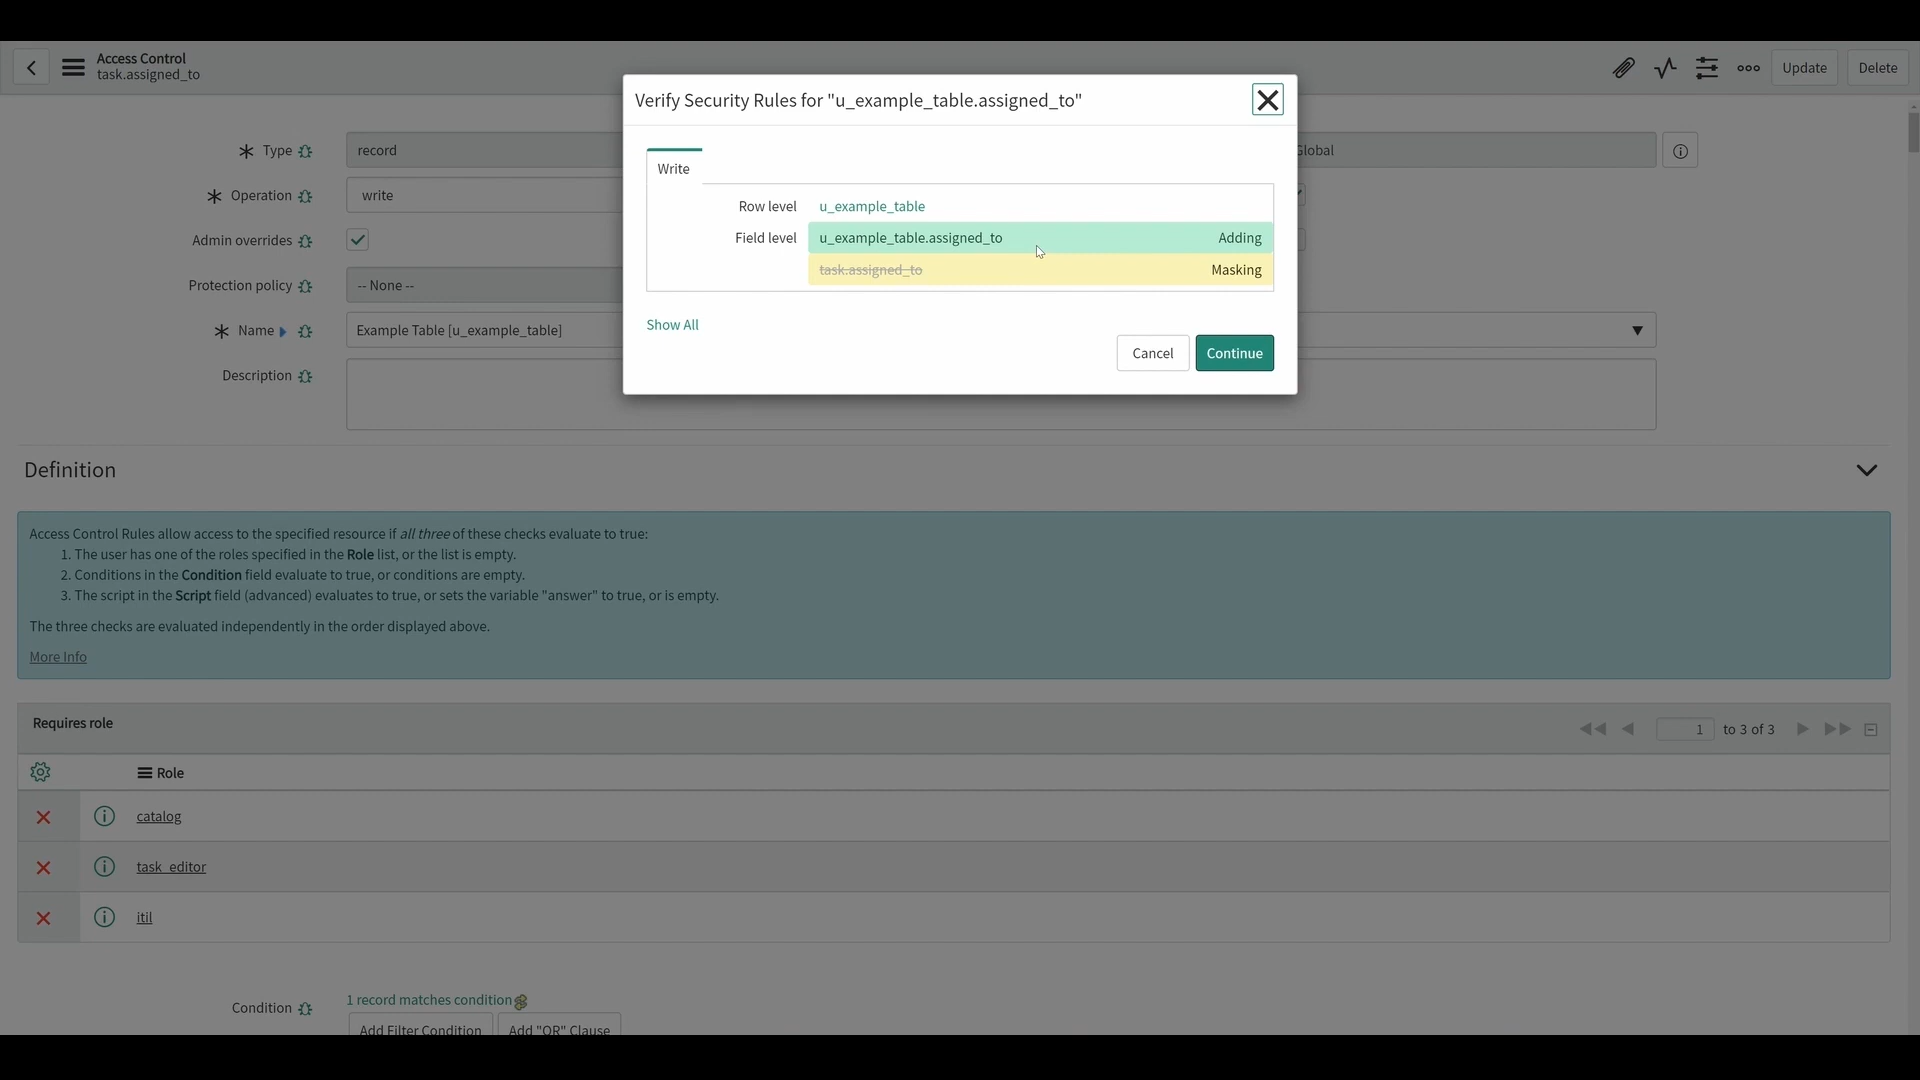 Access Control
task.assigned_to
Update
Delete
Verify Security Rules for "u_example_table.assigned_to"
Write
Row level u_example_table
Field level u_example_table.assigned_to Adding
task.assigned_to Masking
Show All
Cancel Continue
Type record
Global
Operation write
Admin overrides
Protection policy -- None --
Name Example Table [u_example_table]
Description
Definition
Access Control Rules allow access to the specified resource if all three of these checks evaluate to true:
1. The user has one of the roles specified in the Role list, or the list is empty.
2. Conditions in the Condition field evaluate to true, or conditions are empty.
3. The script in the Script field (advanced) evaluates to true, or sets the variable "answer" to true, or is empty.
The three checks are evaluated independently in the order displayed above.
More Info
Requires role
1 to 3 of 3
Role
catalog
task_editor
itil
Condition 1 record matches condition
Add Filter Condition Add "OR" Clause